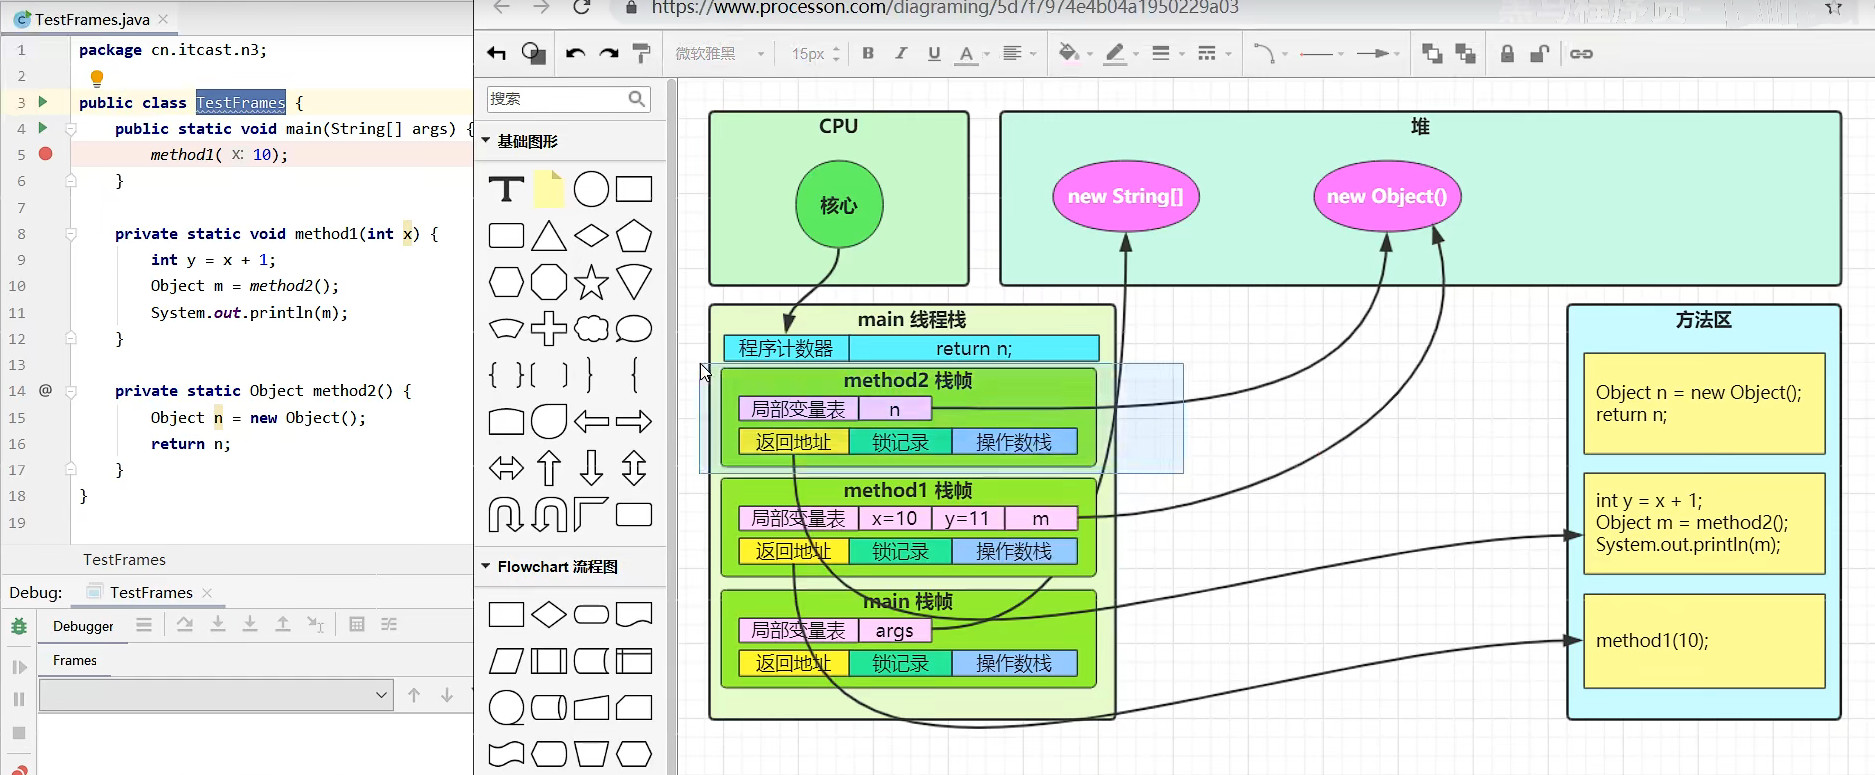 TestFrames.java
1 package cn.itcast.n3;
2
3 public class TestFrames {
4 public static void main(String[] args) {
5 method1( x: 10);
6 }
7
8 private static void method1(int x) {
9 int y = x + 1;
10 Object m = method2();
11 System.out.println(m);
12 }
13
14 @ private static Object method2() {
15 Object n = new Object();
16 return n;
17 }
18 }
19
TestFrames
Debug: TestFrames
Debugger
Frames
https://www.processon.com/diagraming/5d7f7974e4b04a1950229a03
微软雅黑 15px B I U A
搜索
基础图形
T
Flowchart 流程图
CPU
核心
堆
new String[]
new Object()
main 线程栈
程序计数器 return n;
method2 栈帧
局部变量表 n
返回地址 锁记录 操作数栈
method1 栈帧
局部变量表 x=10 y=11 m
返回地址 锁记录 操作数栈
main 栈帧
局部变量表 args
返回地址 锁记录 操作数栈
方法区
Object n = new Object();
return n;
int y = x + 1;
Object m = method2();
System.out.println(m);
method1(10);